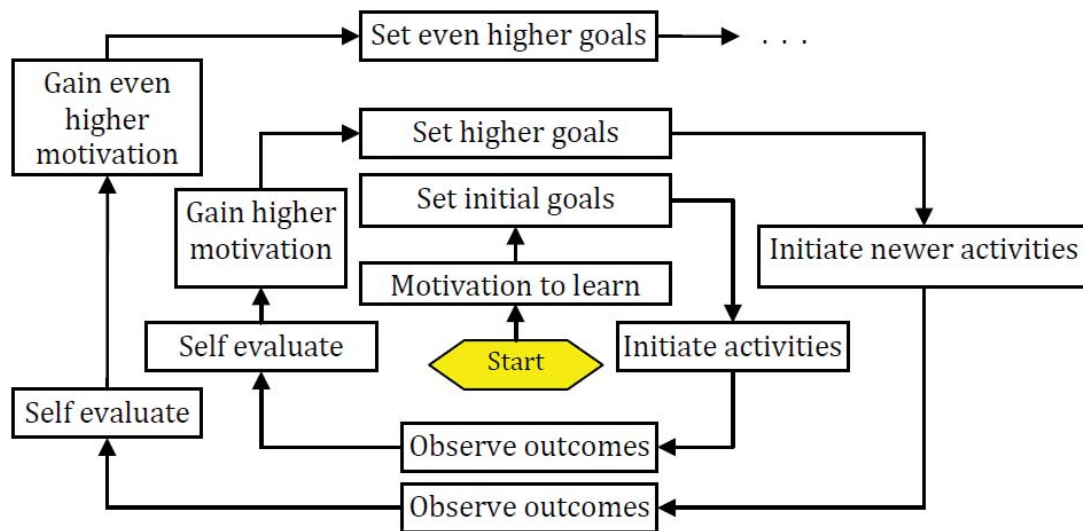 Set even higher goals
. . .
Gain even
higher
motivation
Set higher goals
Set initial goals
Gain higher
motivation
Initiate newer activities
Motivation to learn
Self evaluate
Start
Initiate activities
Self evaluate
Observe outcomes
Observe outcomes